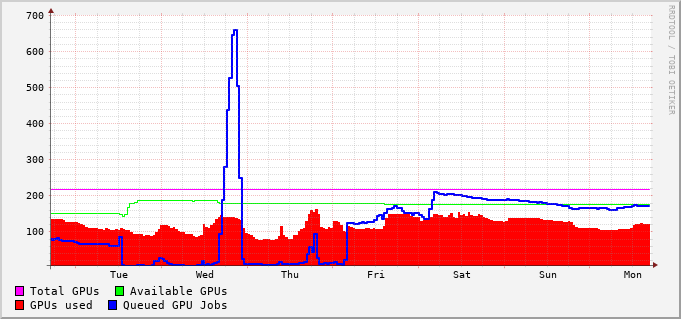 700
600
500
400
300
200
100
Tue Wed Thu Fri Sat Sun Mon
Total GPUs Available GPUs
GPUs used Queued GPU Jobs
RRDTOOL / TOBI OETIKER